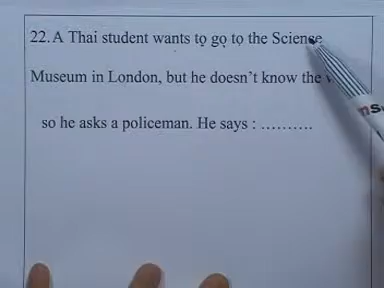 22. A Thai student wants to go to the Science
Museum in London, but he doesn't know the
so he asks a policeman. He says : ..........